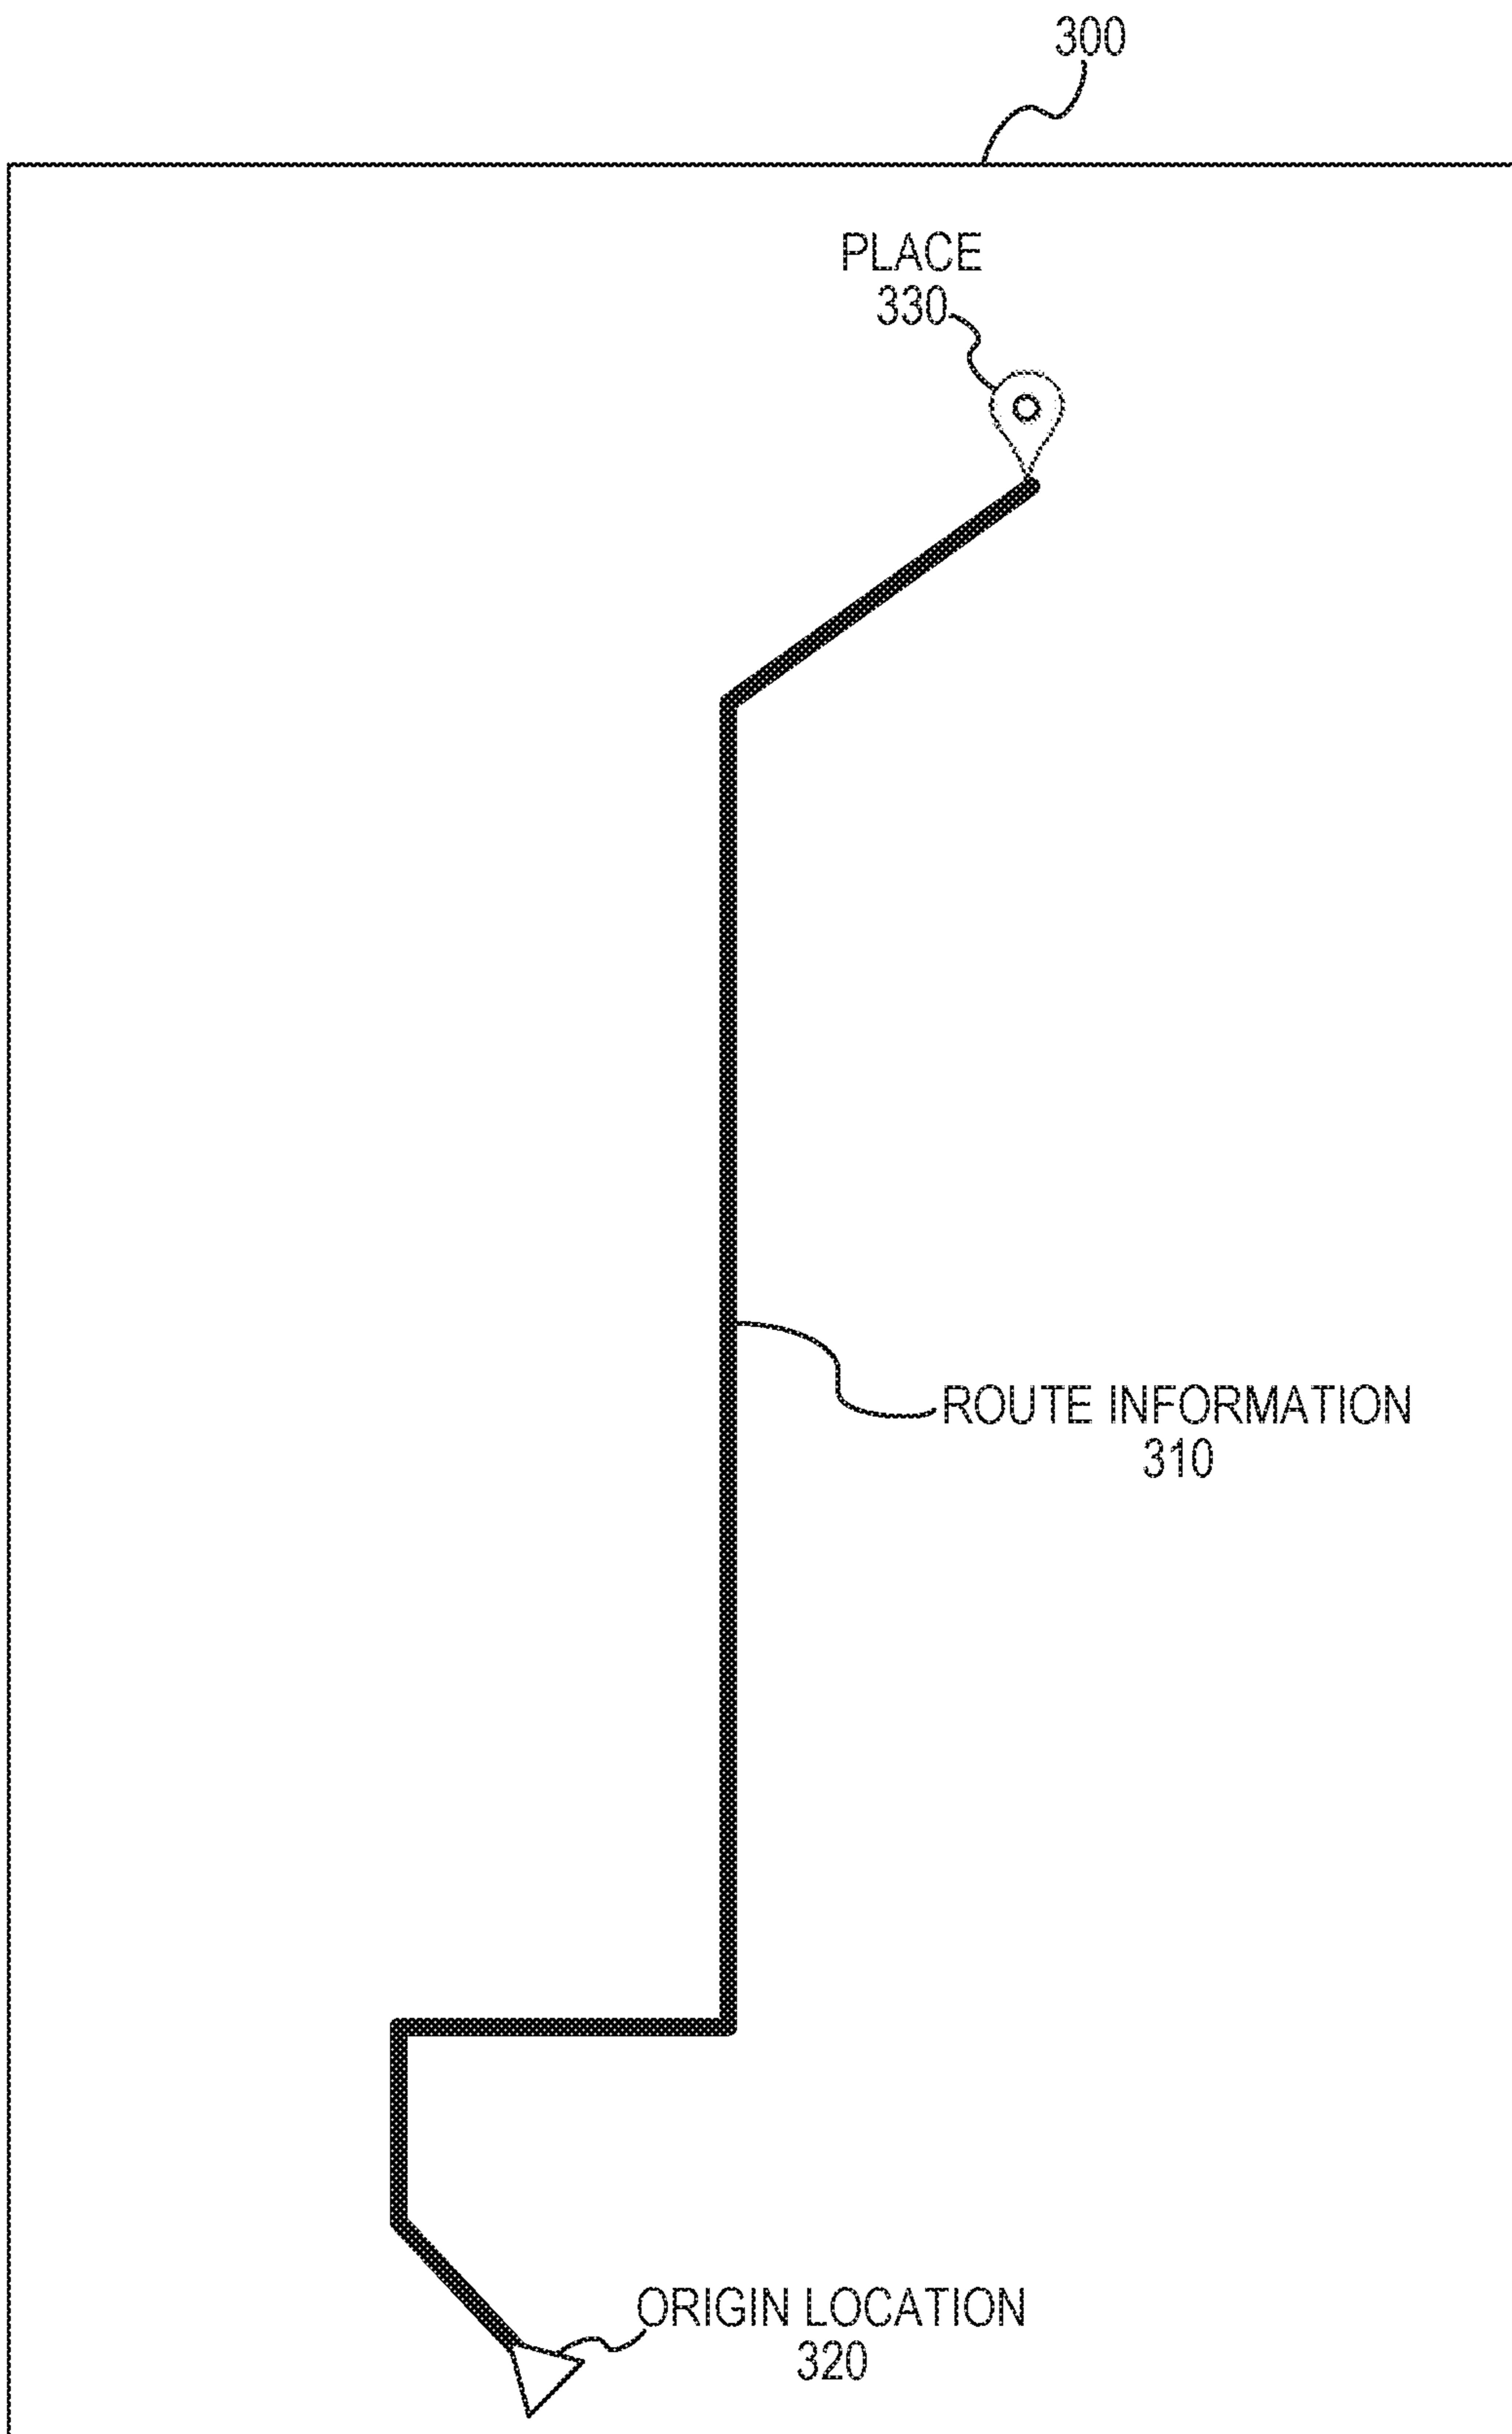 300
PLACE
330
ROUTE INFORMATION
310
ORIGIN LOCATION
320